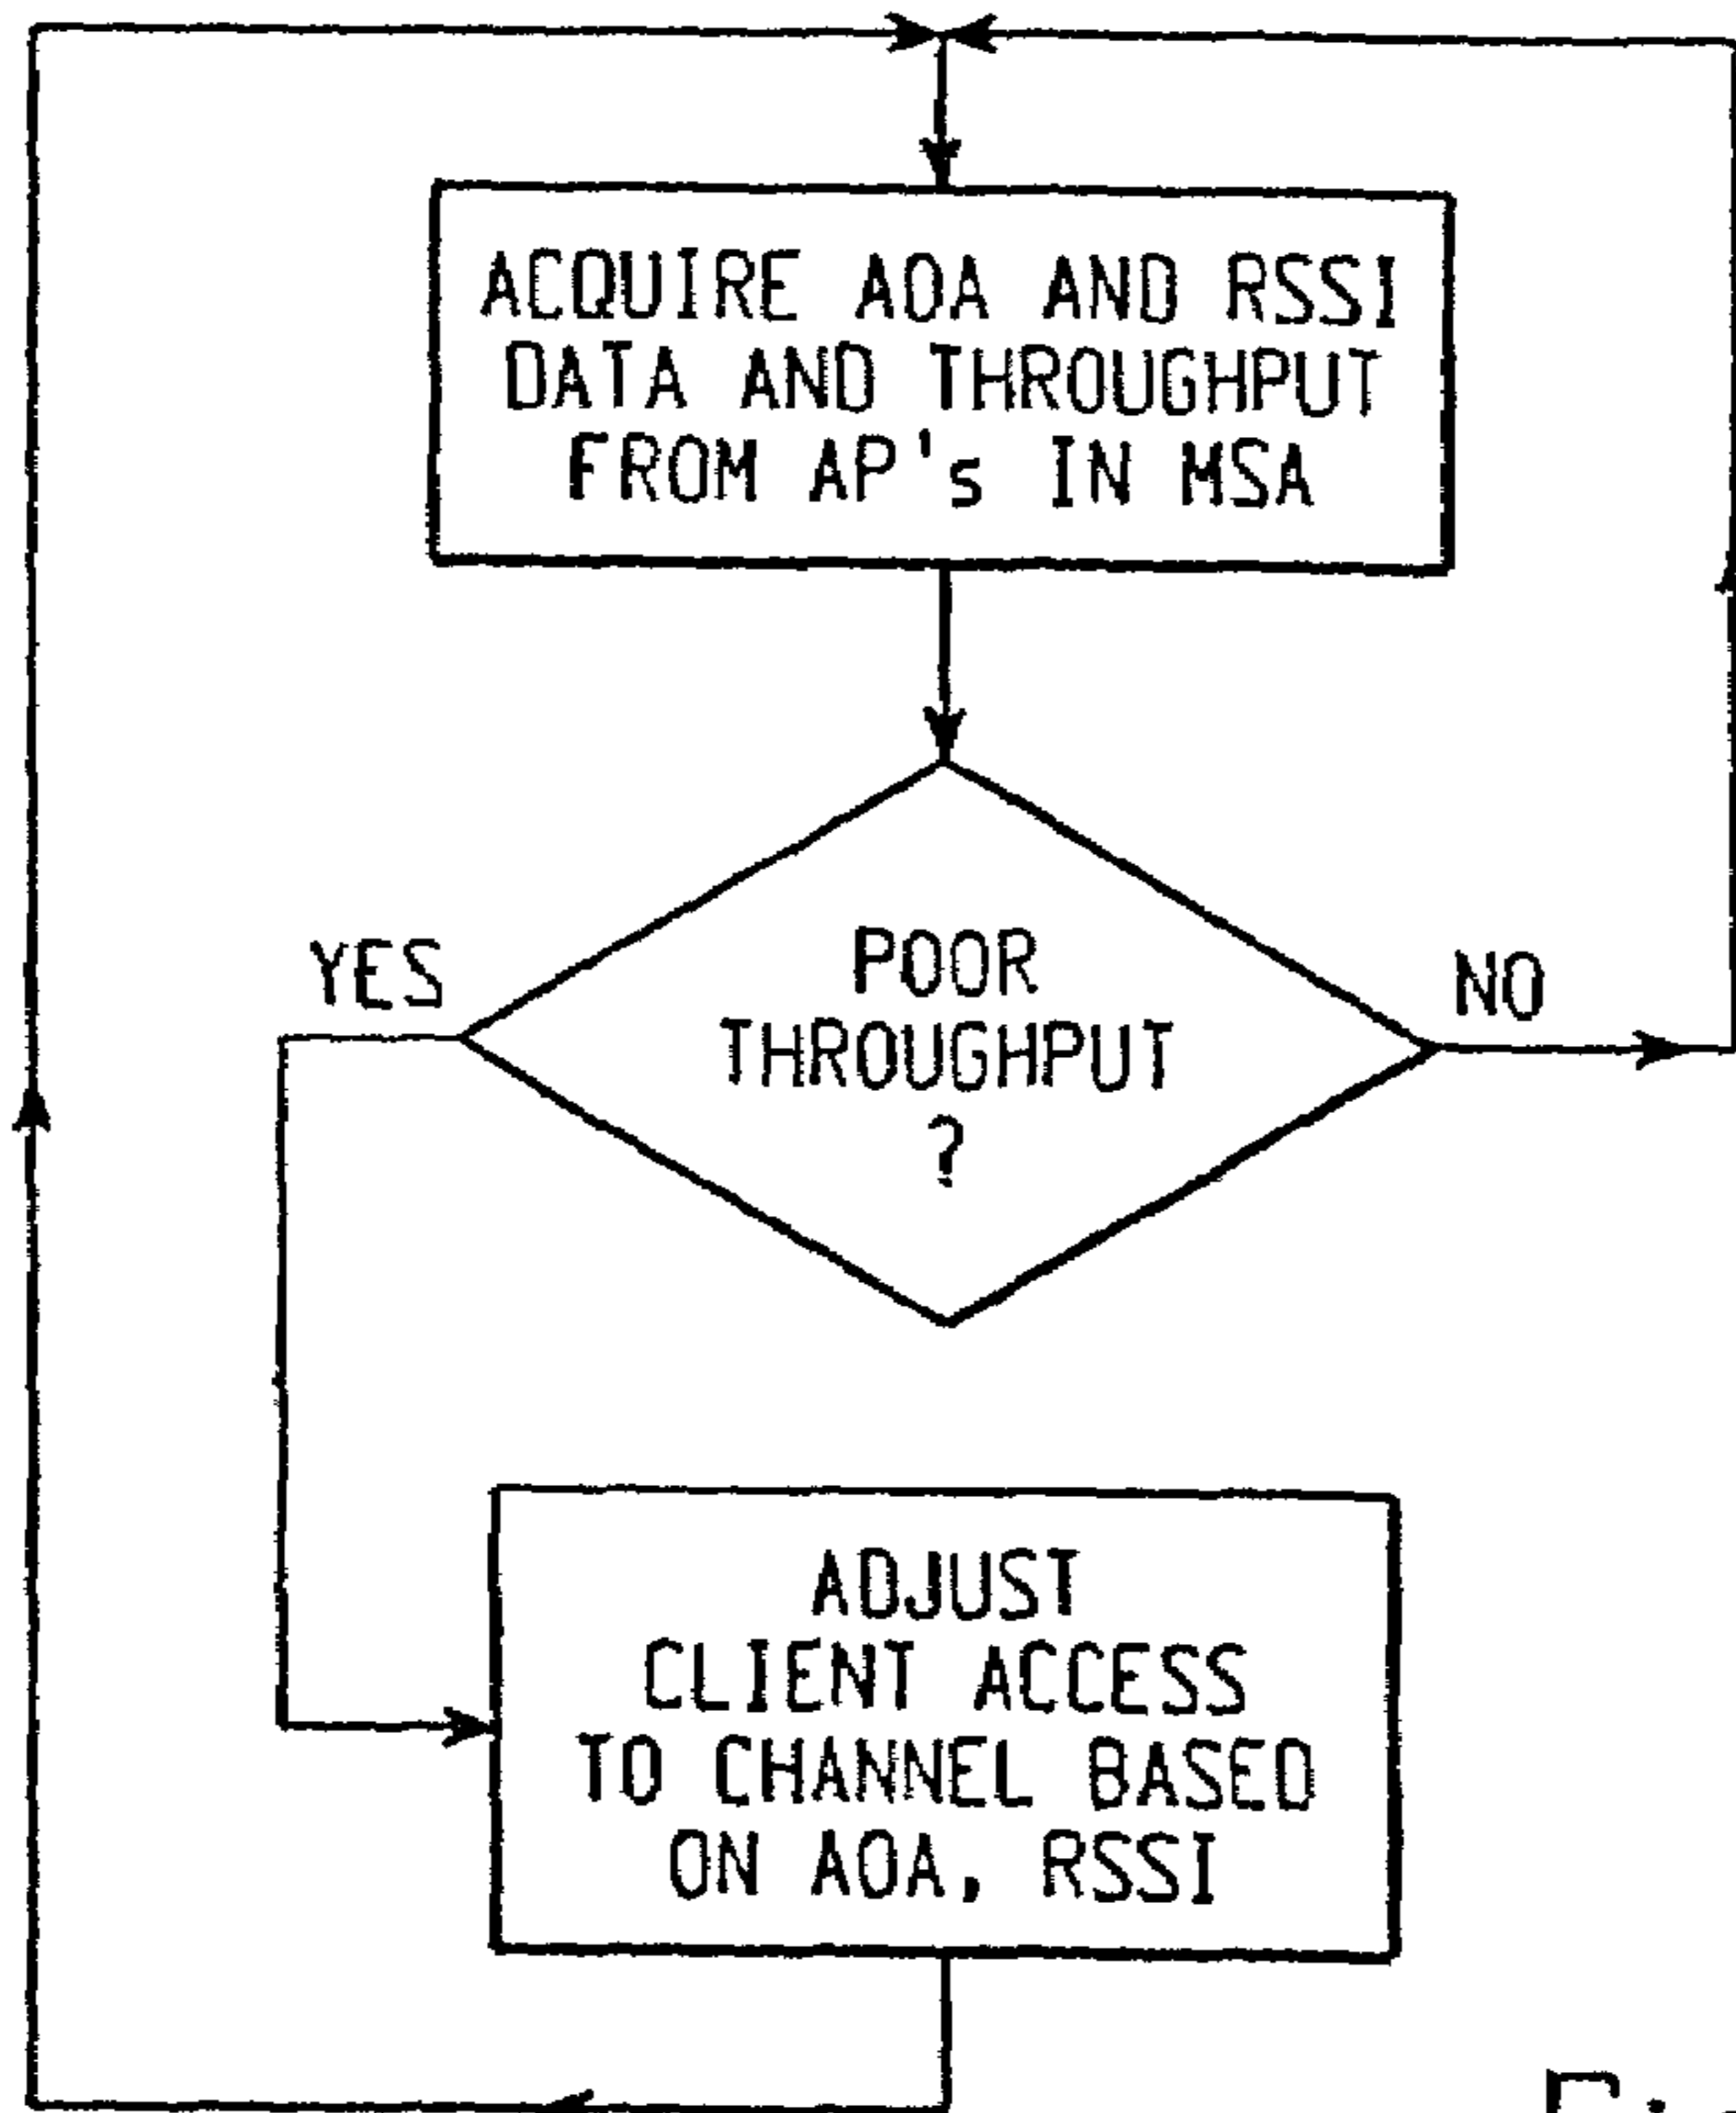 ACQUIRE AOA AND RSSI
DATA AND THROUGHPUT
FROM AP's IN MSA
POOR
THROUGHPUT
?
YES
NO
ADJUST
CLIENT ACCESS
TO CHANNEL BASED
ON AOA, RSSI